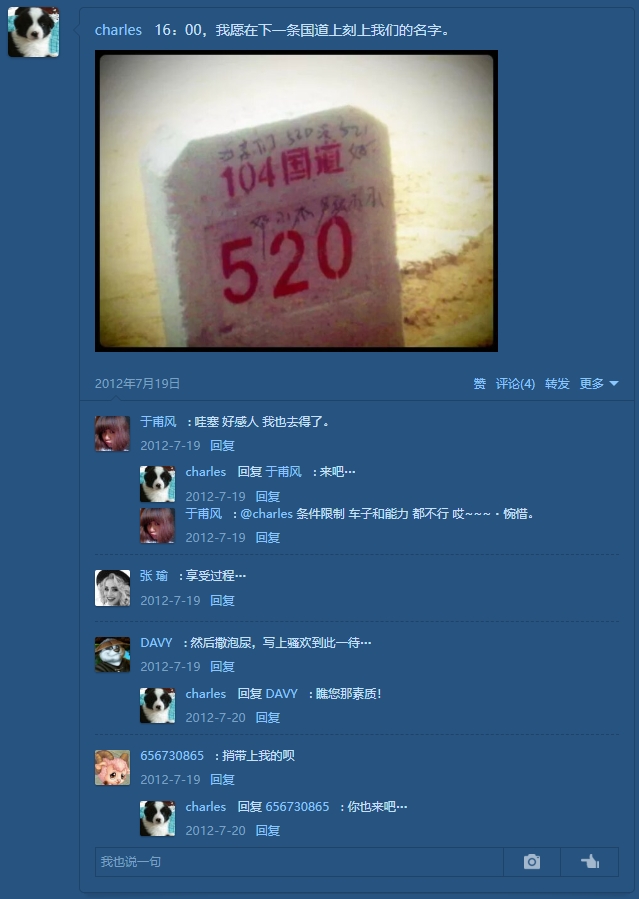 charles 16：00，我愿在下一条国道上刻上我们的名字。
104国道
520
2012年7月19日 赞 评论(4) 转发 更多
于甫风 : 哇塞 好感人 我也去得了。
2012-7-19 回复
charles 回复 于甫风 : 来吧…
2012-7-19 回复
于甫风 : @charles 条件限制 车子和能力 都不行 哎~~~·惋惜。
2012-7-19 回复
张 瑜 : 享受过程…
2012-7-19 回复
DAVY : 然后撒泡尿，写上骚欢到此一待…
2012-7-19 回复
charles 回复 DAVY : 瞧您那素质！
2012-7-20 回复
656730865 : 捎带上我的呗
2012-7-19 回复
charles 回复 656730865 : 你也来吧…
2012-7-20 回复
我也说一句